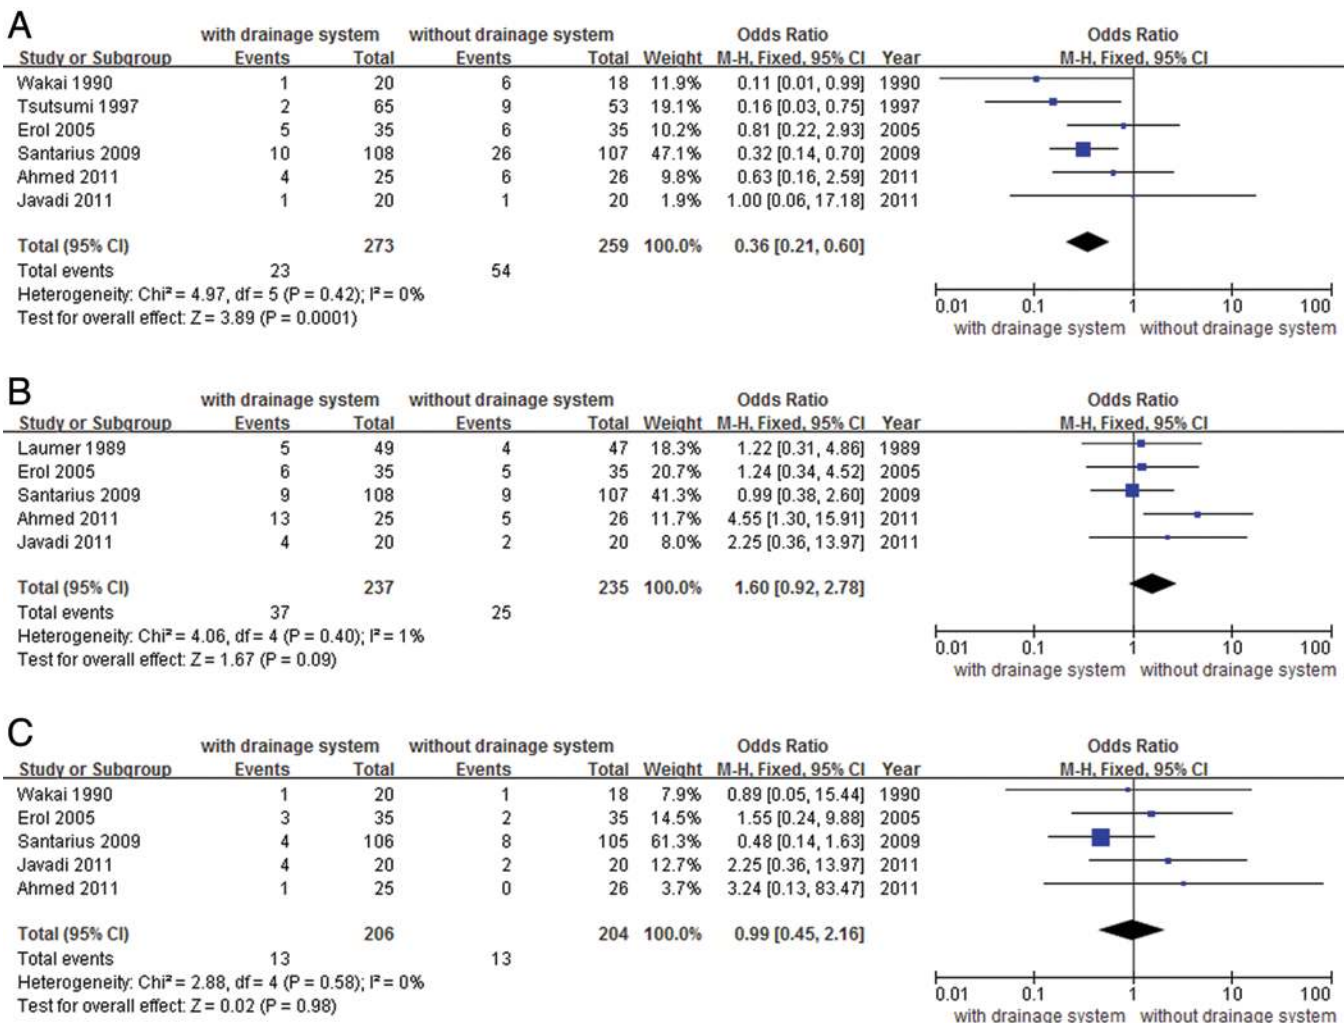 A
with drainage system without drainage system Odds Ratio Odds Ratio
Study or Subgroup Events Total Events Total Weight M-H, Fixed, 95% CI Year M-H, Fixed, 95% CI
Wakai 1990 1 20 6 18 11.9% 0.11 [0.01, 0.99] 1990
Tsutsumi 1997 2 65 9 53 19.1% 0.16 [0.03, 0.75] 1997
Erol 2005 5 35 6 35 10.2% 0.81 [0.22, 2.93] 2005
Santarius 2009 10 108 26 107 47.1% 0.32 [0.14, 0.70] 2009
Ahmed 2011 4 25 6 26 9.8% 0.63 [0.16, 2.59] 2011
Javadi 2011 1 20 1 20 1.9% 1.00 [0.06, 17.18] 2011
Total (95% CI) 273 259 100.0% 0.36 [0.21, 0.60]
Total events 23 54
Heterogeneity: Chi² = 4.97, df = 5 (P = 0.42); I² = 0%
Test for overall effect: Z = 3.89 (P = 0.0001)
0.01 0.1 1 10 100
with drainage system without drainage system
B
with drainage system without drainage system Odds Ratio Odds Ratio
Study or Subgroup Events Total Events Total Weight M-H, Fixed, 95% CI Year M-H, Fixed, 95% CI
Laumer 1989 5 49 4 47 18.3% 1.22 [0.31, 4.86] 1989
Erol 2005 6 35 5 35 20.7% 1.24 [0.34, 4.52] 2005
Santarius 2009 9 108 9 107 41.3% 0.99 [0.38, 2.60] 2009
Ahmed 2011 13 25 5 26 11.7% 4.55 [1.30, 15.91] 2011
Javadi 2011 4 20 2 20 8.0% 2.25 [0.36, 13.97] 2011
Total (95% CI) 237 235 100.0% 1.60 [0.92, 2.78]
Total events 37 25
Heterogeneity: Chi² = 4.06, df = 4 (P = 0.40); I² = 1%
Test for overall effect: Z = 1.67 (P = 0.09)
0.01 0.1 1 10 100
with drainage system without drainage system
C
with drainage system without drainage system Odds Ratio Odds Ratio
Study or Subgroup Events Total Events Total Weight M-H, Fixed, 95% CI Year M-H, Fixed, 95% CI
Wakai 1990 1 20 1 18 7.9% 0.89 [0.05, 15.44] 1990
Erol 2005 3 35 2 35 14.5% 1.55 [0.24, 9.88] 2005
Santarius 2009 4 106 8 105 61.3% 0.48 [0.14, 1.63] 2009
Javadi 2011 4 20 2 20 12.7% 2.25 [0.36, 13.97] 2011
Ahmed 2011 1 25 0 26 3.7% 3.24 [0.13, 83.47] 2011
Total (95% CI) 206 204 100.0% 0.99 [0.45, 2.16]
Total events 13 13
Heterogeneity: Chi² = 2.88, df = 4 (P = 0.58); I² = 0%
Test for overall effect: Z = 0.02 (P = 0.98)
0.01 0.1 1 10 100
with drainage system without drainage system